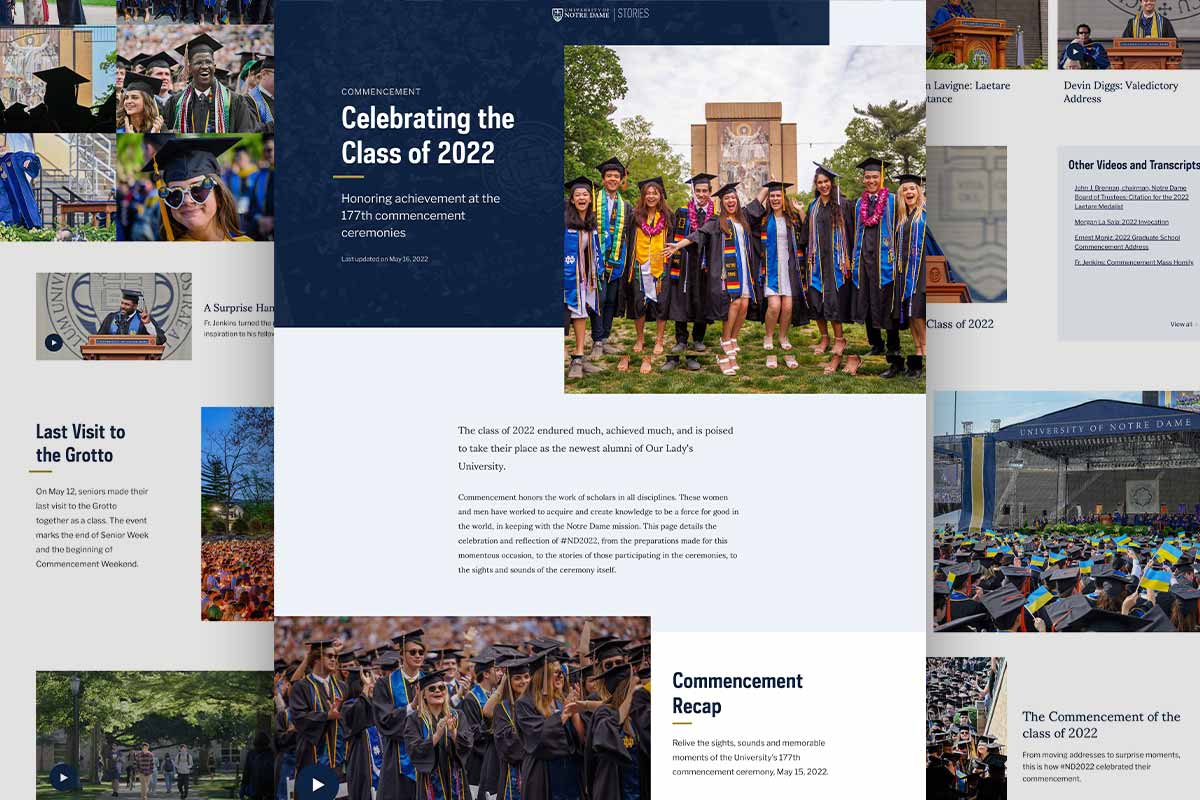 UNIVERSITY OF
NOTRE DAME
STORIES
COMMENCEMENT
Celebrating the
Class of 2022
Honoring achievement at the
177th commencement
ceremonies
Last updated on May 16, 2022
The class of 2022 endured much, achieved much, and is poised
to take their place as the newest alumni of Our Lady's
University.
Commencement honors the work of scholars in all disciplines. These women
and men have worked to acquire and create knowledge to be a force for good in
the world, in keeping with the Notre Dame mission. This page details the
celebration and reflection of #ND2022, from the preparations made for this
momentous occasion, to the stories of those participating in the ceremonies, to
the sights and sounds of the ceremony itself.
Commencement
Recap
Relive the sights, sounds and memorable
moments of the University's 177th
commencement ceremony, May 15, 2022.
A Surprise Han
Fr. Jenkins turned the
inspiration to his fellow
Last Visit to
the Grotto
On May 12, seniors made their
last visit to the Grotto
together as a class. The event
marks the end of Senior Week
and the beginning of
Commencement Weekend.
n Lavigne: Laetare
tance
Devin Diggs: Valedictory
Address
Other Videos and Transcripts
John J. Brennan, chairman, Notre Dame
Board of Trustees: Citation for the 2022
Laetare Medalist
Morgan La Sala: 2022 Invocation
Ernest Moniz: 2022 Graduate School
Commencement Address
Fr. Jenkins: Commencement Mass Homily
View all
Class of 2022
UNIVERSITY OF NOTRE DAME
The Commencement of the
class of 2022
From moving addresses to surprise moments,
this is how #ND2022 celebrated their
commencement.